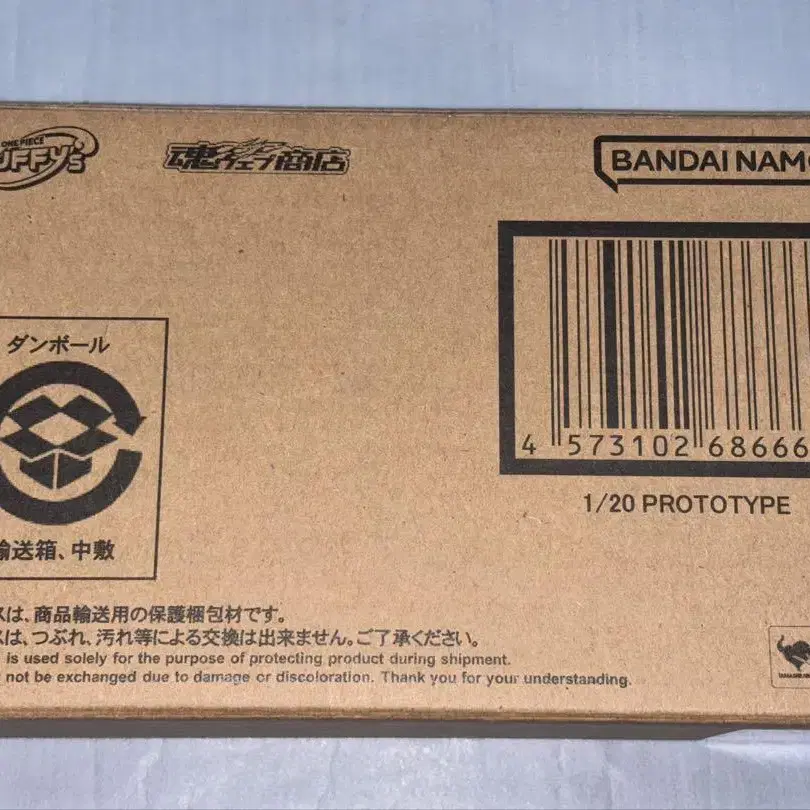 ONE PIECE
UFFY's
魂ウェブ商店
BANDAI NAM
4 573102 68666
1/20 PROTOTYPE
ダンボール
輸送箱、中敷
スは、商品輸送用の保護梱包材です。
スは、つぶれ、汚れ等による交換は出来ません。ご了承ください。
is used solely for the purpose of protecting product during shipment.
not be exchanged due to damage or discoloration. Thank you for your understanding.